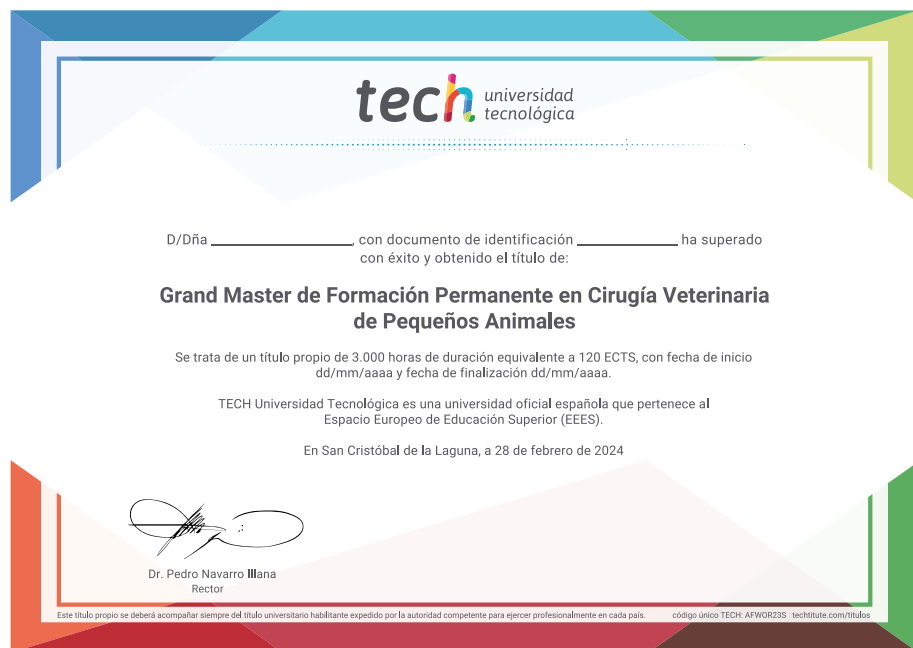 tech universidad
tecnológica
D/Dña ____________________, con documento de identificación ____________ ha superado
con éxito y obtenido el título de:
Grand Master de Formación Permanente en Cirugía Veterinaria
de Pequeños Animales
Se trata de un título propio de 3.000 horas de duración equivalente a 120 ECTS, con fecha de inicio
dd/mm/aaaa y fecha de finalización dd/mm/aaaa.
TECH Universidad Tecnológica es una universidad oficial española que pertenece al
Espacio Europeo de Educación Superior (EEES).
En San Cristóbal de la Laguna, a 28 de febrero de 2024
Dr. Pedro Navarro Illana
Rector
Este título propio se deberá acompañar siempre del título universitario habilitante expedido por la autoridad competente para ejercer profesionalmente en cada país. código único TECH: AFWOR23S techtitute.com/titulos